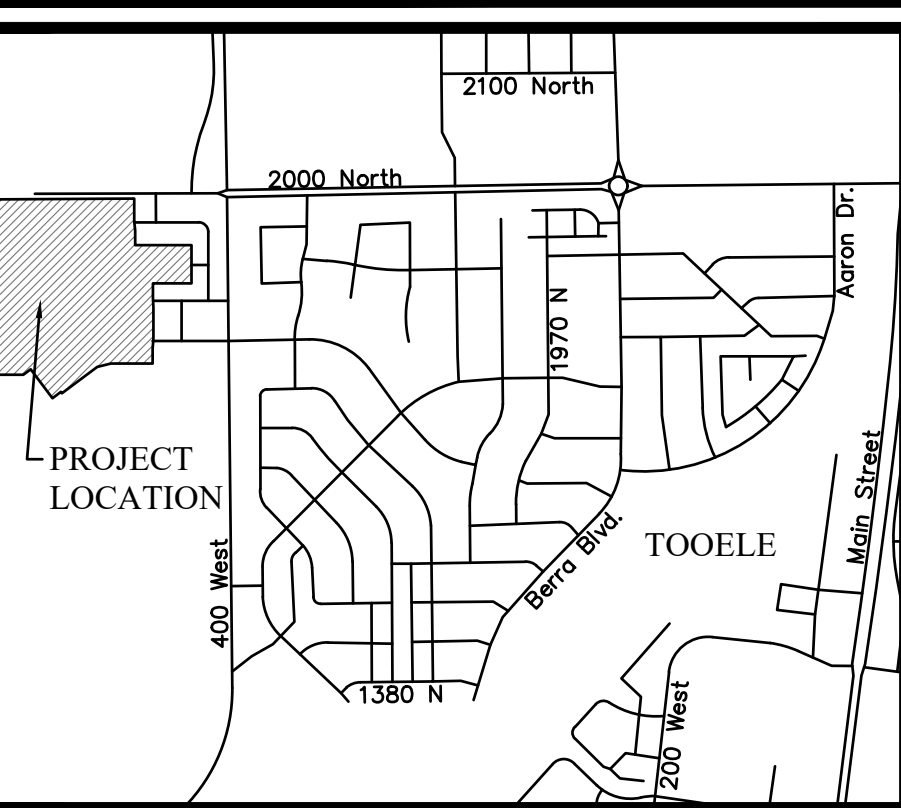 2100 North
2000 North
Aaron Dr.
1970 N
PROJECT
LOCATION
Main Street
400 West
Berra Blvd.
TOOELE
1380 N
200 West